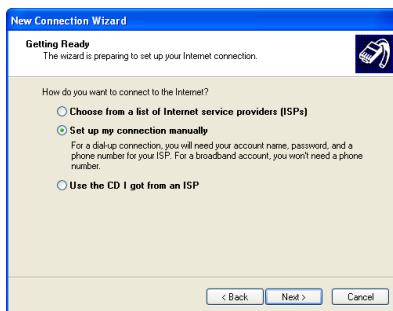 New Connection Wizard
Getting Ready
The wizard is preparing to set up your Internet connection.
How do you want to connect to the Internet?
Choose from a list of Internet service providers (ISPs)
Set up my connection manually
For a dial-up connection, you will need your account name, password, and a
phone number for your ISP. For a broadband account, you won't need a phone
number.
Use the CD I got from an ISP
< Back Next > Cancel